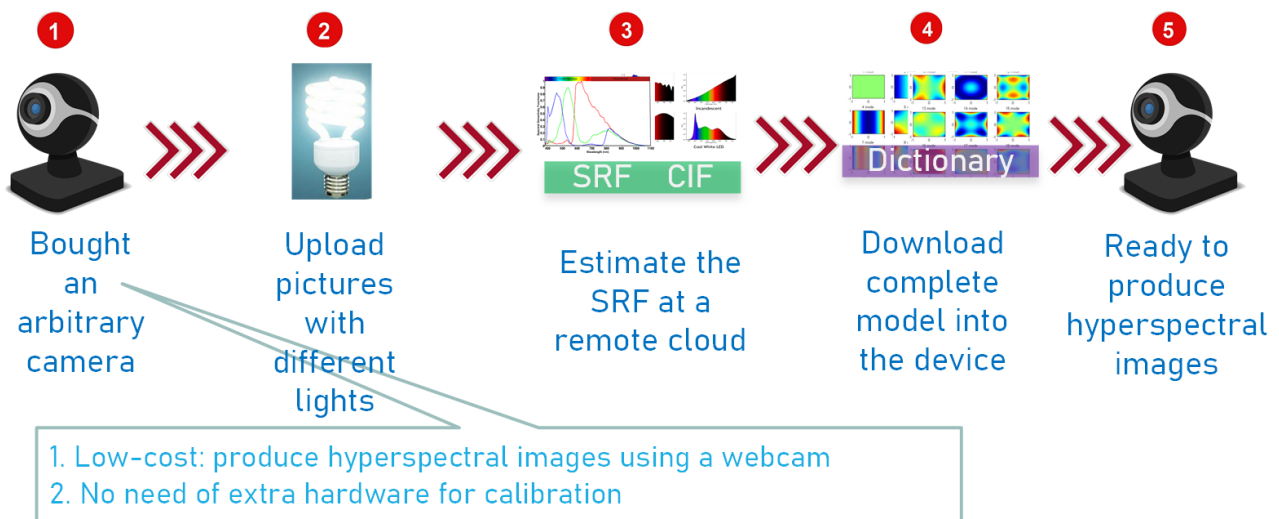 1
2
3
4
5
SRF CIF
Dictionary
Bought
an
arbitrary
camera
Upload
pictures
with
different
lights
Estimate the
SRF at a
remote cloud
Download
complete
model into
the device
Ready to
produce
hyperspectral
images
1. Low-cost: produce hyperspectral images using a webcam
2. No need of extra hardware for calibration